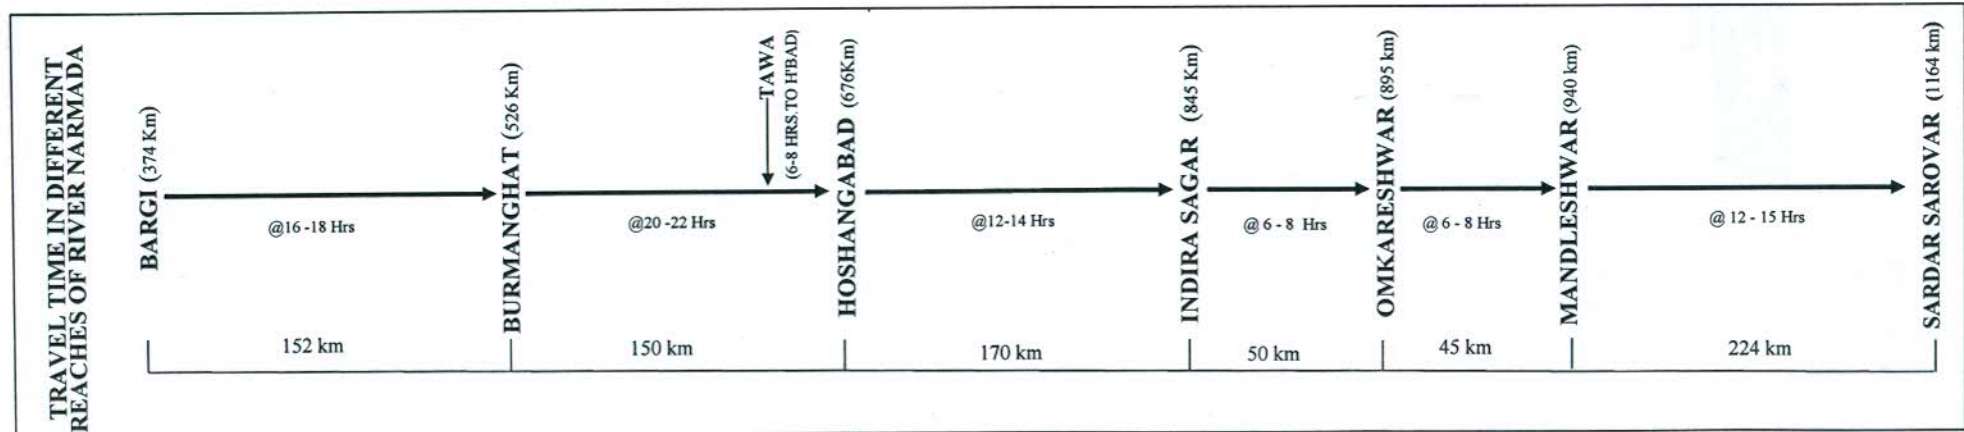 TRAVEL TIME IN DIFFERENT
REACHES OF RIVER NARMADA
BARGI (374 Km)
@16 -18 Hrs
BURMANGHAT (526 Km)
@20 -22 Hrs
TAWA
(6-8 HRS.TO H'BAD)
HOSHANGABAD (676Km)
@12-14 Hrs
INDIRA SAGAR (845 Km)
@ 6 - 8 Hrs
OMKARESHWAR (895 km)
@ 6 - 8 Hrs
MANDLESHWAR (940 km)
@ 12 - 15 Hrs
SARDAR SAROVAR (1164 km)
152 km
150 km
170 km
50 km
45 km
224 km